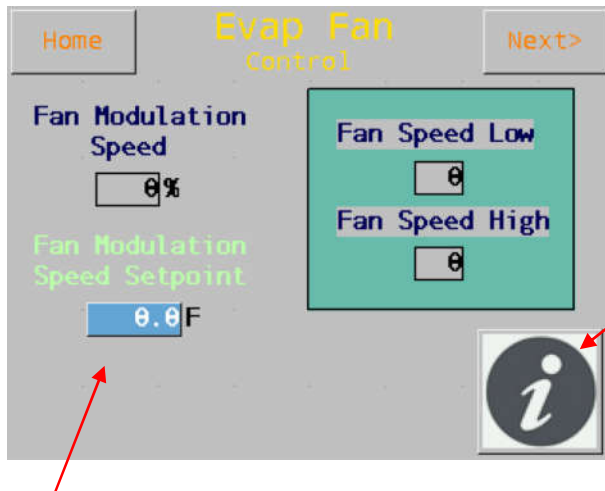 Home
Evap Fan
Control
Next>
Fan Modulation
Speed
0%
Fan Modulation
Speed Setpoint
0.0F
Fan Speed Low
0
Fan Speed High
0
i